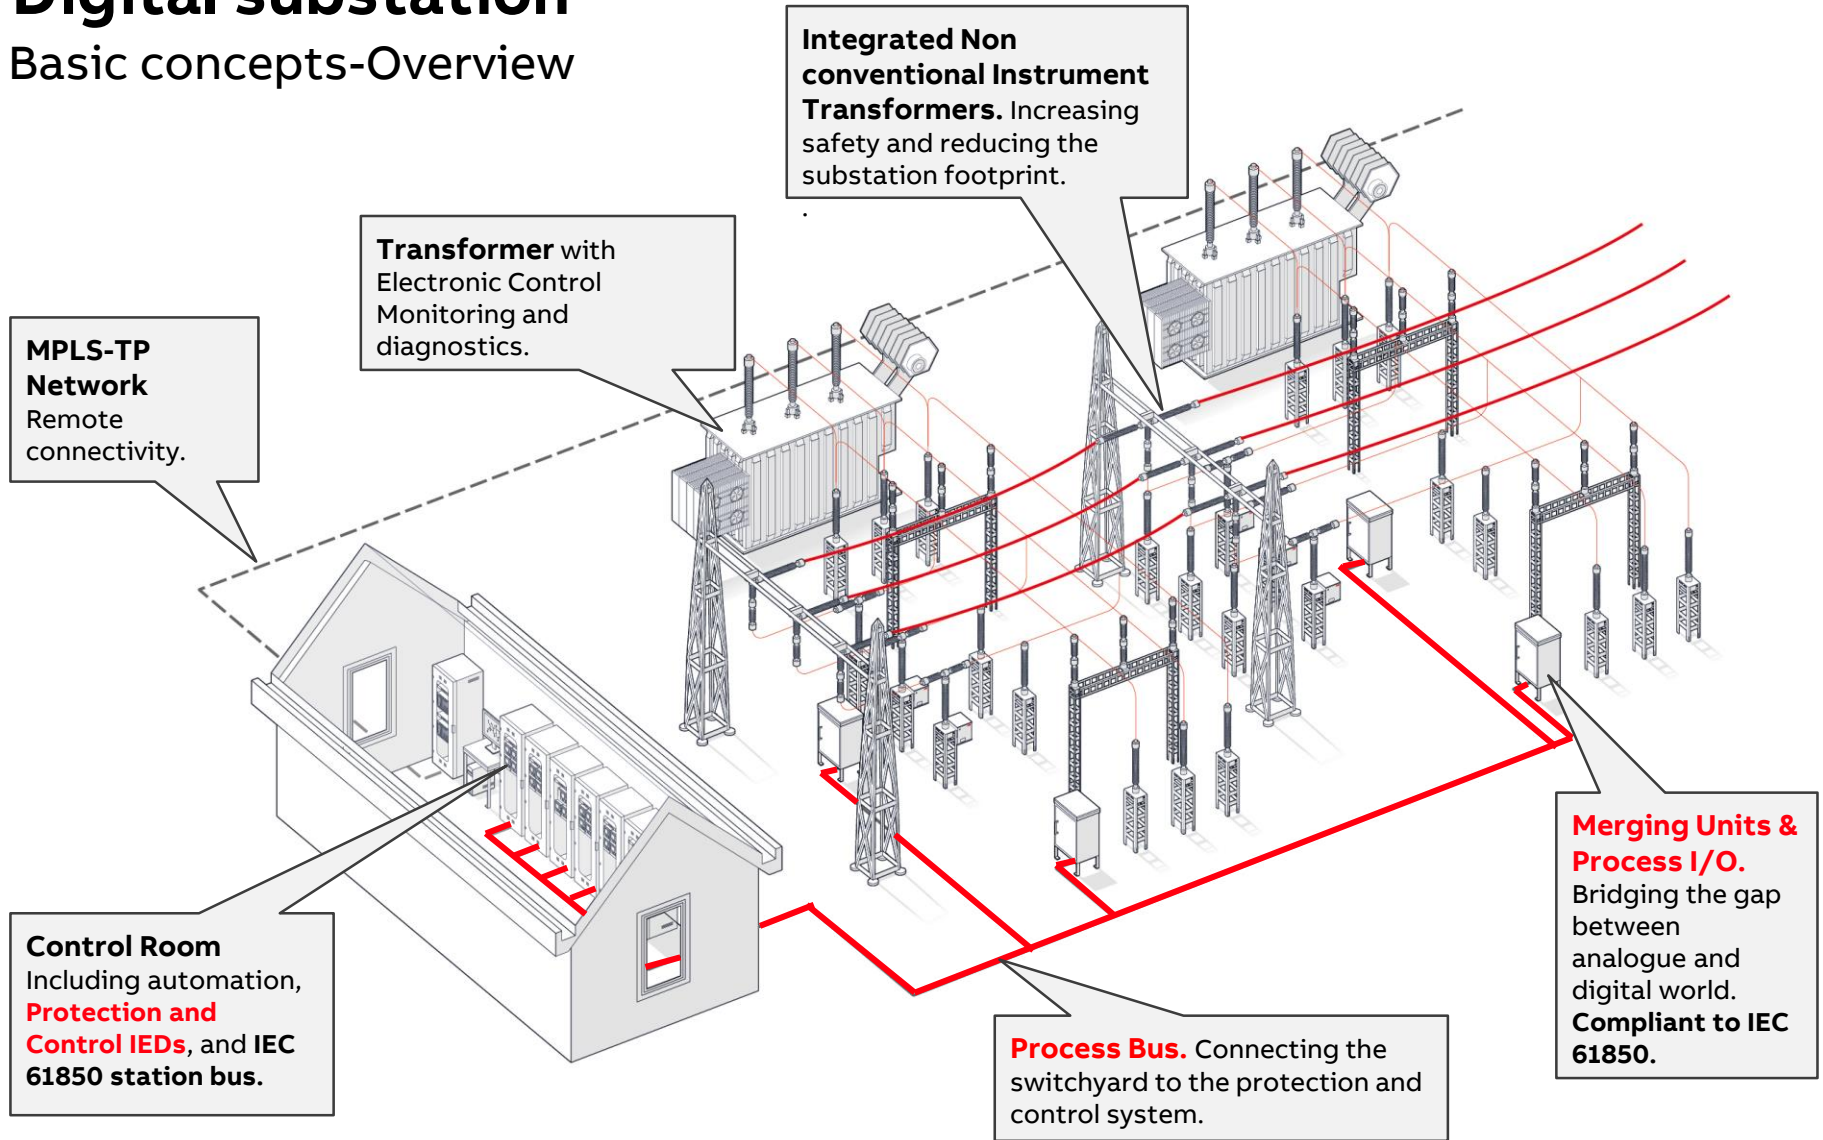 Digital substation
Basic concepts-Overview
Integrated Non
conventional Instrument
Transformers. Increasing
safety and reducing the
substation footprint.
.
Transformer with
Electronic Control
Monitoring and
diagnostics.
MPLS-TP
Network
Remote
connectivity.
Control Room
Including automation,
Protection and
Control IEDs, and IEC
61850 station bus.
Process Bus. Connecting the
switchyard to the protection and
control system.
Merging Units &
Process I/O.
Bridging the gap
between
analogue and
digital world.
Compliant to IEC
61850.